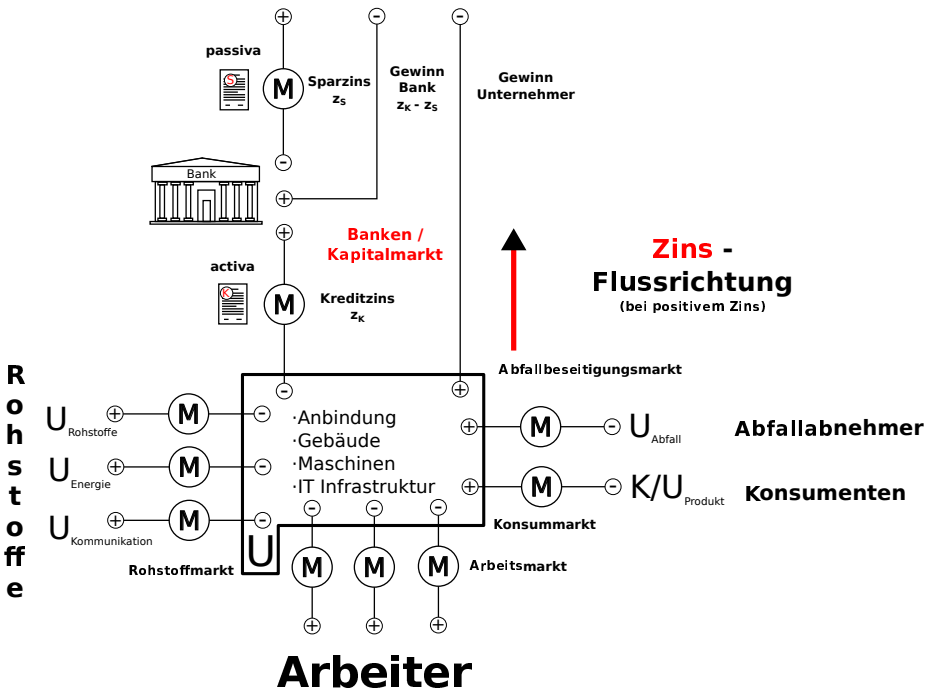 passiva
S
M
Sparzins
zS
Gewinn
Bank
zK - zS
Gewinn
Unternehmer
Bank
Banken /
Kapitalmarkt
Zins -
Flussrichtung
(bei positivem Zins)
activa
K
M
Kreditzins
zK
Rohstoffe
Abfallbeseitigungsmarkt
URohstoffe
M
·Anbindung
·Gebäude
·Maschinen
·IT Infrastruktur
M
UAbfall
Abfallabnehmer
UEnergie
M
M
K/UProdukt
Konsumenten
UKommunikation
M
Konsummarkt
U
Rohstoffmarkt
M
M
M
Arbeitsmarkt
Arbeiter